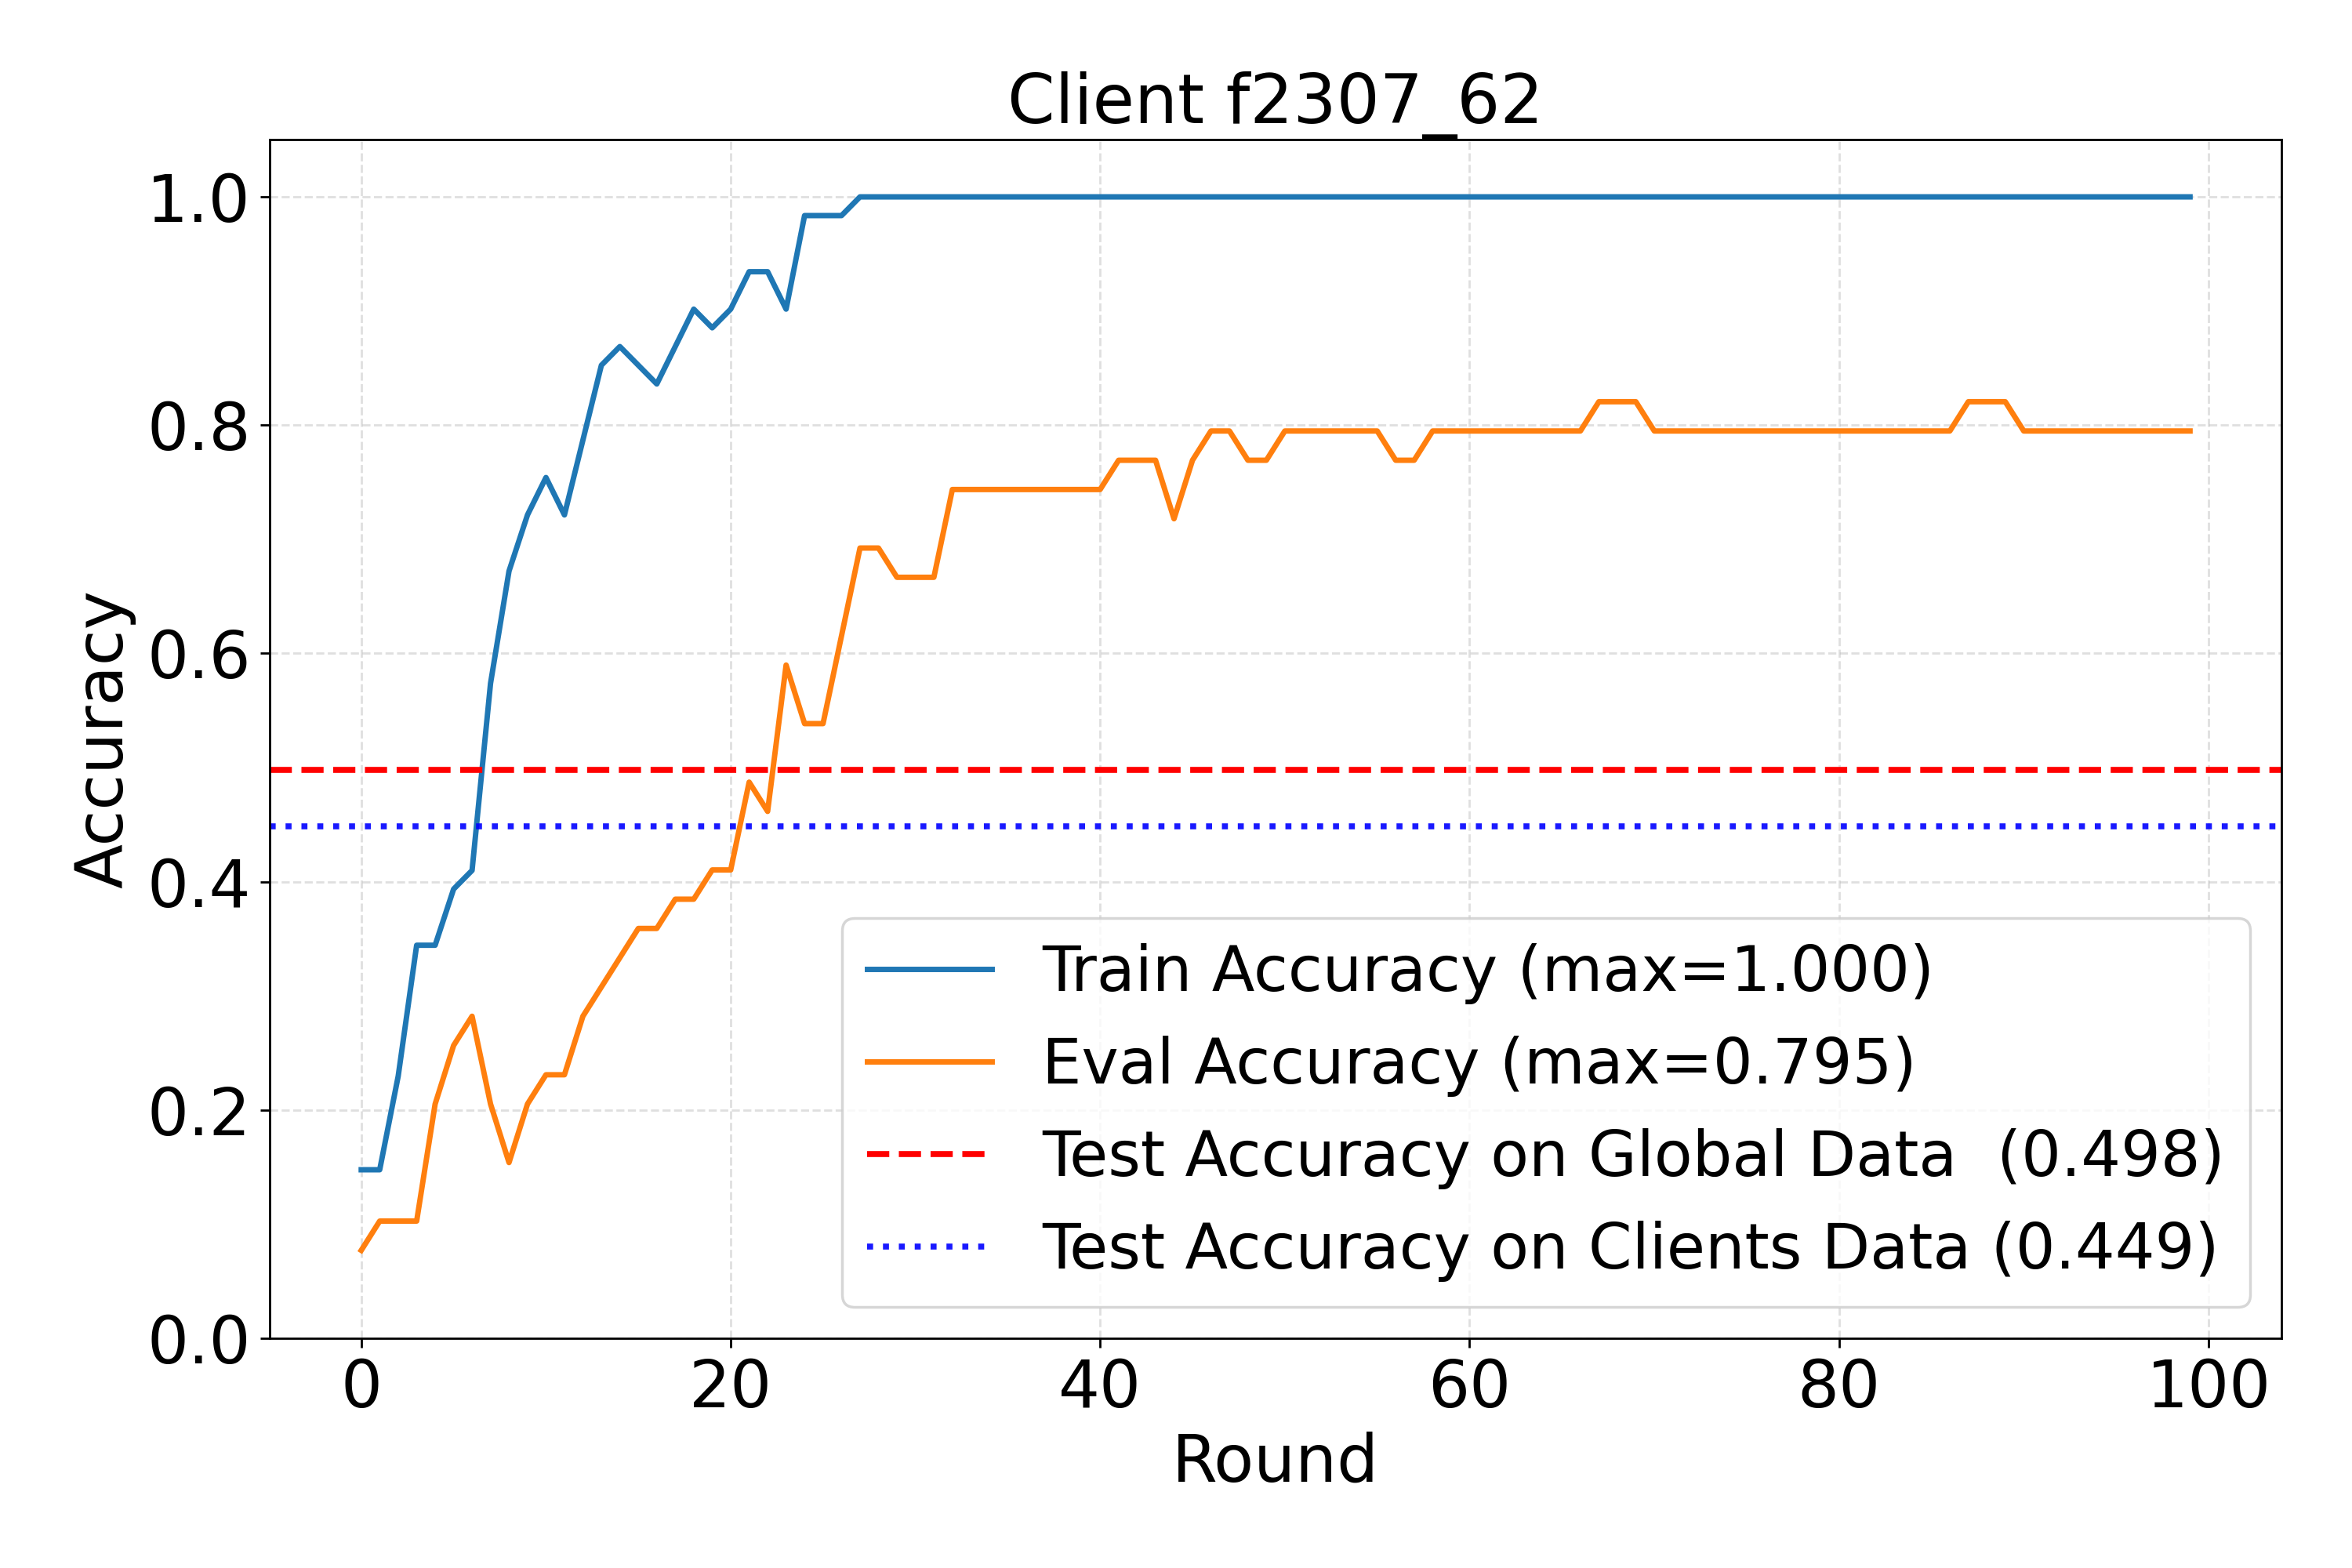 Client f2307_62
1.0
0.8
0.6
0.4
0.2
0.0
Accuracy
Train Accuracy (max=1.000)
Eval Accuracy (max=0.795)
Test Accuracy on Global Data (0.498)
Test Accuracy on Clients Data (0.449)
0 20 40 60 80 100
Round